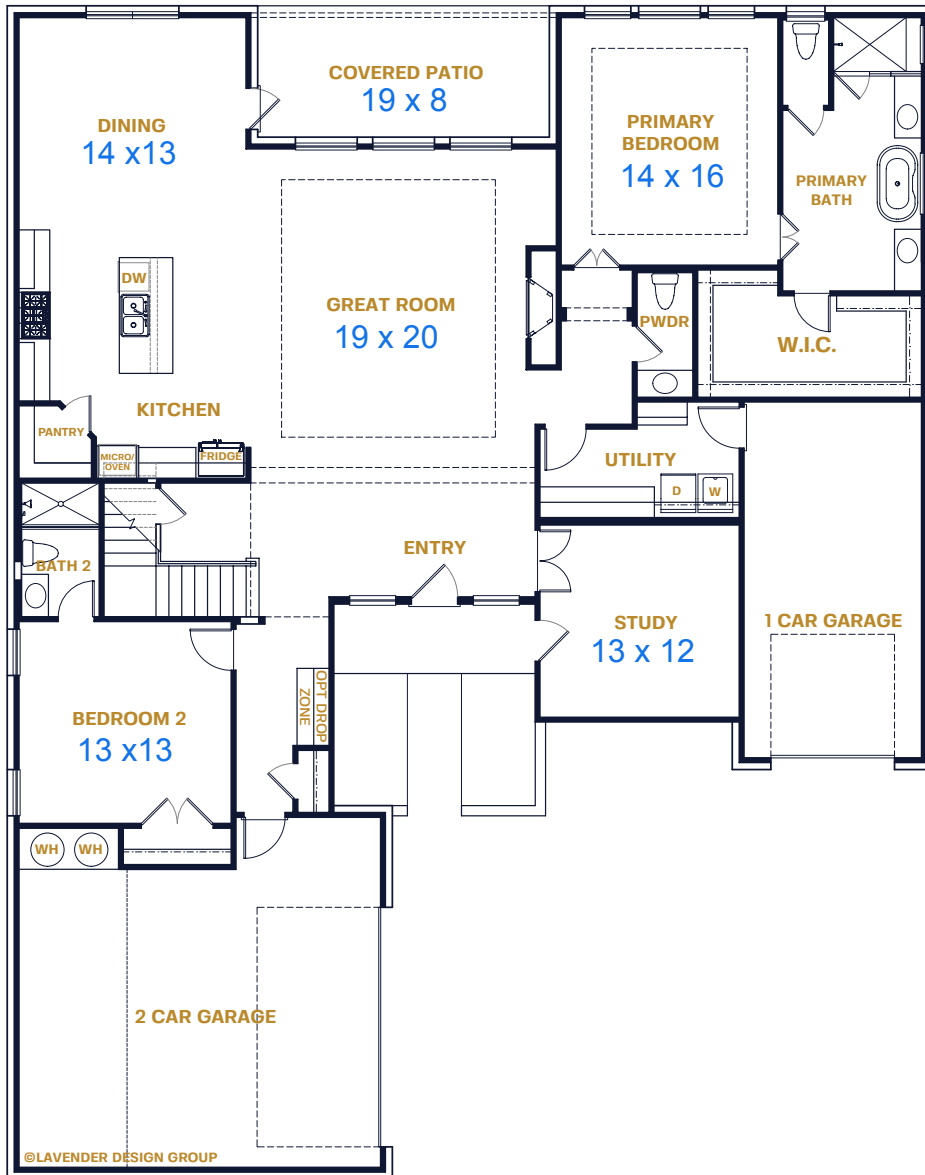 COVERED PATIO
19 x 8
DINING
14 x13
PRIMARY
BEDROOM
14 x 16
PRIMARY
BATH
DW
GREAT ROOM
19 x 20
PWDR
W.I.C.
KITCHEN
PANTRY
MICRO/
OVEN
FRIDGE
UTILITY
D
W
ENTRY
BATH 2
STUDY
13 x 12
1 CAR GARAGE
OPT DROP
ZONE
BEDROOM 2
13 x13
WH
WH
2 CAR GARAGE
©LAVENDER DESIGN GROUP